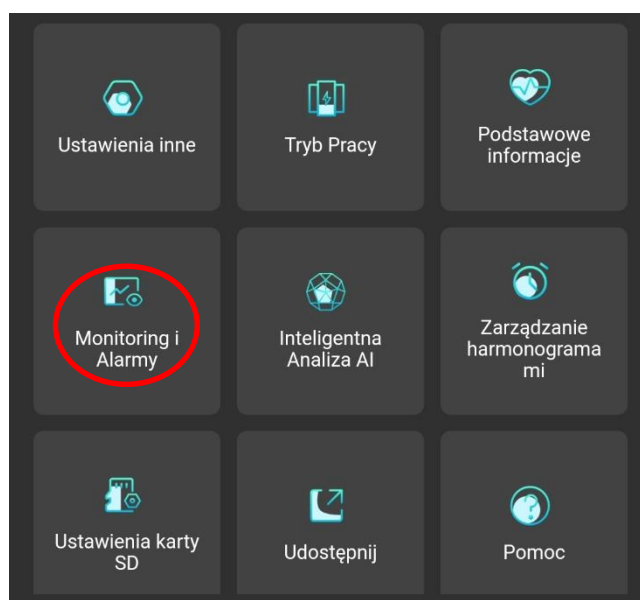 Ustawienia inne
Tryb Pracy
Podstawowe
informacje
Monitoring i
Alarmy
Inteligentna
Analiza AI
Zarządzanie
harmonograma
mi
Ustawienia karty
SD
Udostępnij
Pomoc